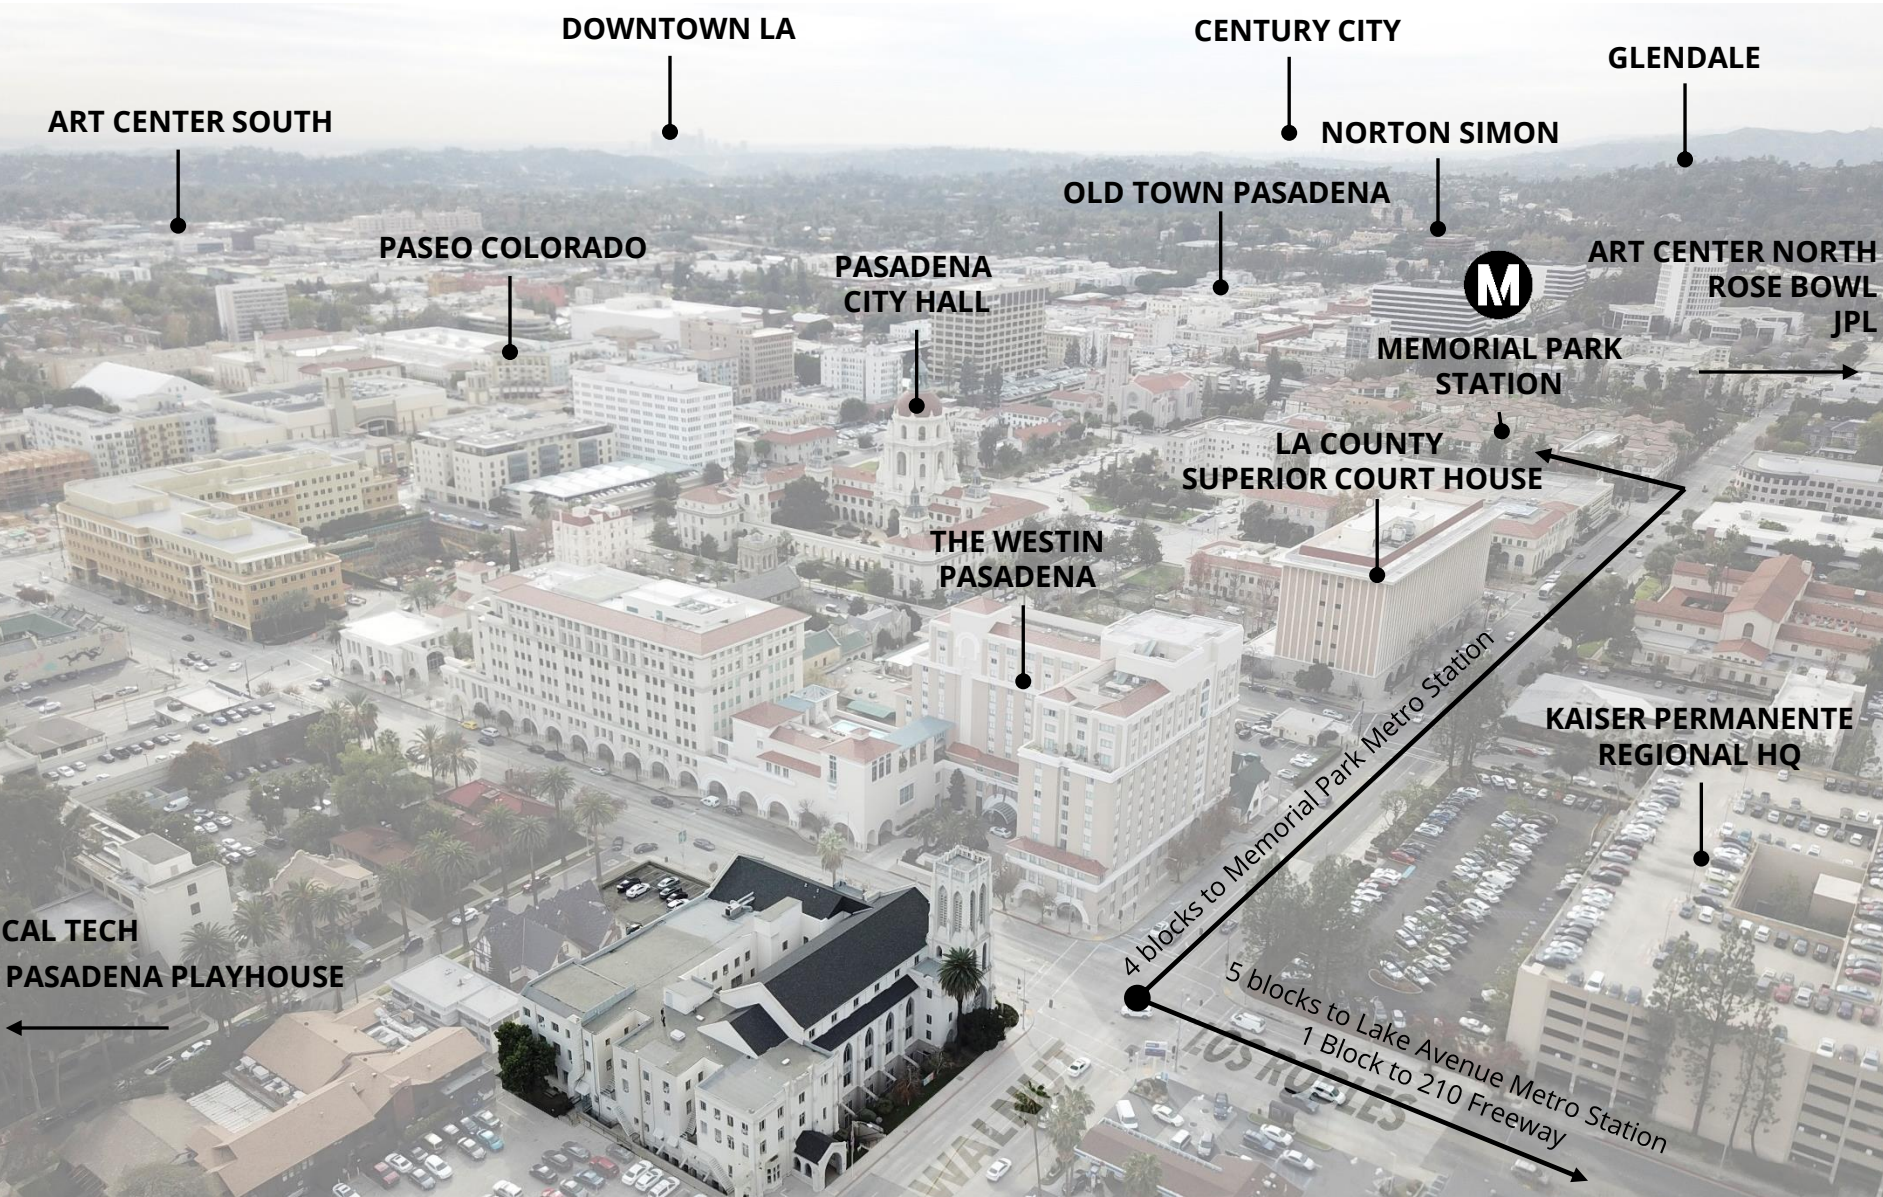 DOWNTOWN LA
CENTURY CITY
GLENDALE
ART CENTER SOUTH
NORTON SIMON
OLD TOWN PASADENA
PASEO COLORADO
PASADENA
CITY HALL
M
ART CENTER NORTH
ROSE BOWL
JPL
MEMORIAL PARK
STATION
LA COUNTY
SUPERIOR COURT HOUSE
THE WESTIN
PASADENA
4 blocks to Memorial Park Metro Station
KAISER PERMANENTE
REGIONAL HQ
CAL TECH
PASADENA PLAYHOUSE
5 blocks to Lake Avenue Metro Station
1 Block to 210 Freeway
LOS ROBLES
WALNUT